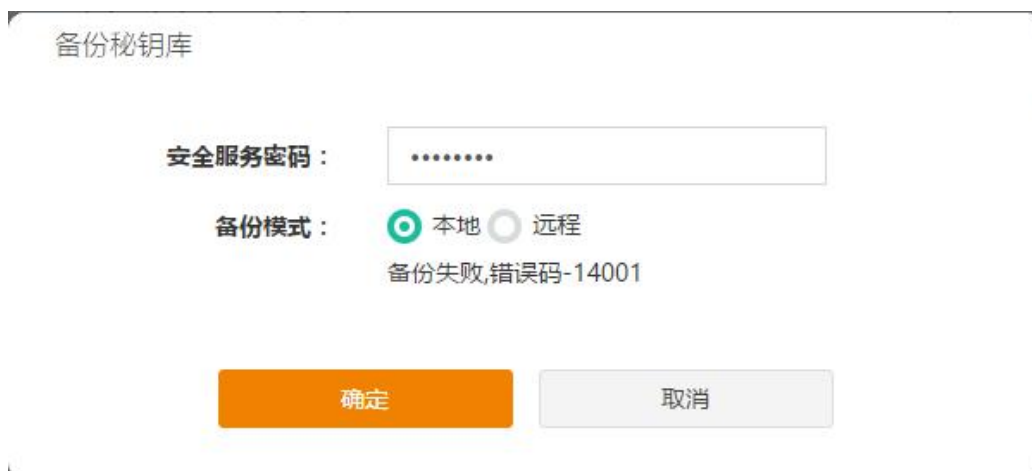 备份秘钥库
安全服务密码： ••••••••
备份模式： 本地 远程
备份失败,错误码-14001
确定 取消